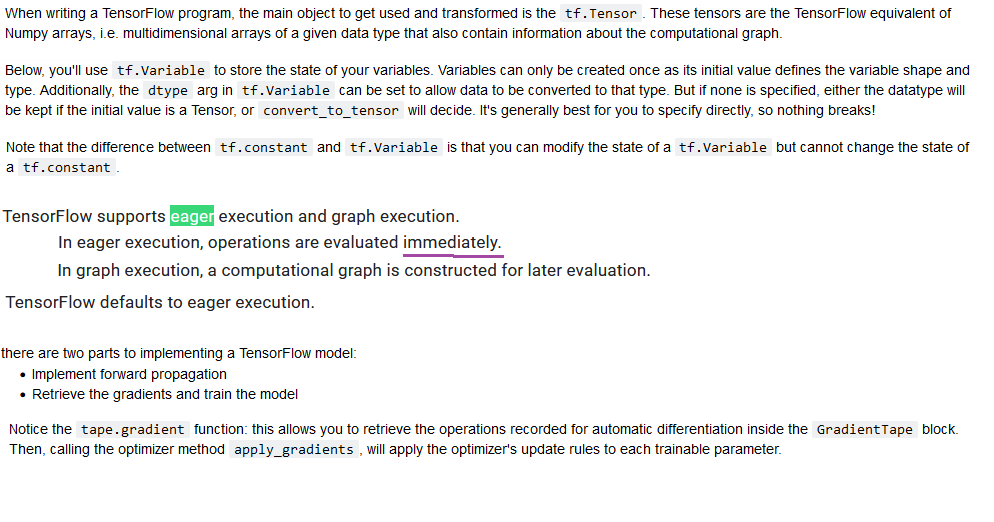 When writing a TensorFlow program, the main object to get used and transformed is the tf.Tensor . These tensors are the TensorFlow equivalent of
Numpy arrays, i.e. multidimensional arrays of a given data type that also contain information about the computational graph.
Below, you'll use tf.Variable to store the state of your variables. Variables can only be created once as its initial value defines the variable shape and
type. Additionally, the dtype arg in tf.Variable can be set to allow data to be converted to that type. But if none is specified, either the datatype will
be kept if the initial value is a Tensor, or convert_to_tensor will decide. It's generally best for you to specify directly, so nothing breaks!
Note that the difference between tf.constant and tf.Variable is that you can modify the state of a tf.Variable but cannot change the state of
a tf.constant .
TensorFlow supports eager execution and graph execution.
In eager execution, operations are evaluated immediately.
In graph execution, a computational graph is constructed for later evaluation.
TensorFlow defaults to eager execution.
there are two parts to implementing a TensorFlow model:
• Implement forward propagation
• Retrieve the gradients and train the model
Notice the tape.gradient function: this allows you to retrieve the operations recorded for automatic differentiation inside the GradientTape block.
Then, calling the optimizer method apply_gradients , will apply the optimizer's update rules to each trainable parameter.